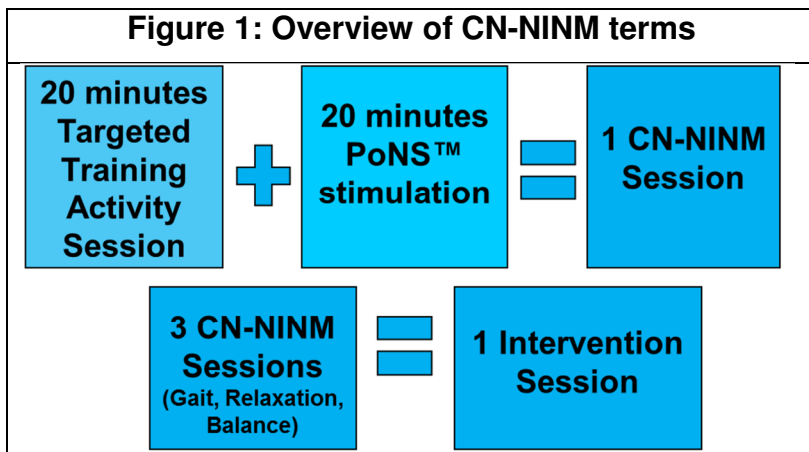 Figure 1: Overview of CN-NINM terms
20 minutes
Targeted
Training
Activity
Session
20 minutes
PoNS™
stimulation
1 CN-NINM
Session
3 CN-NINM
Sessions
(Gait, Relaxation,
Balance)
1 Intervention
Session